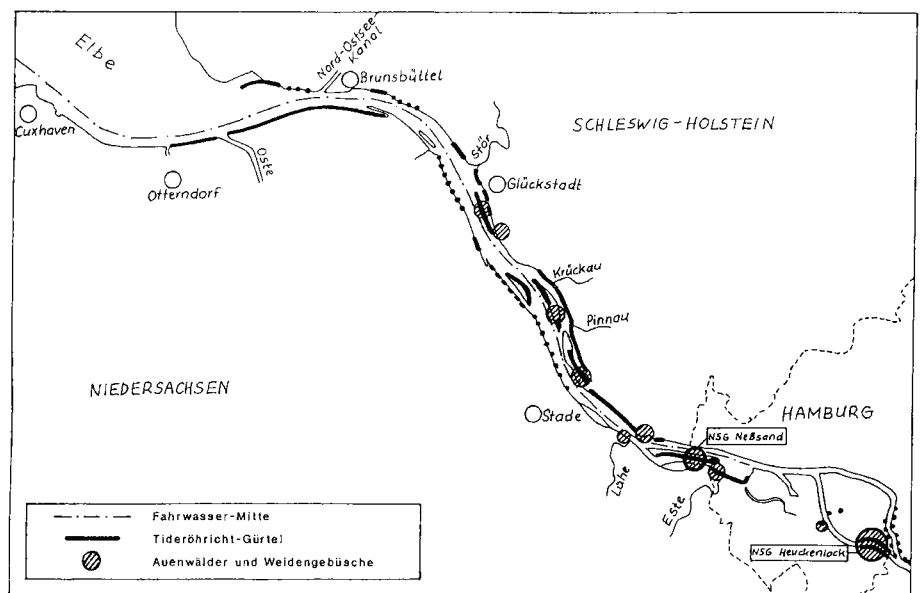 Elbe
Nord-Ostsee-
Kanal
Brunsbüttel
Cuxhaven
SCHLESWIG-HOLSTEIN
Stör
Oste
Otterndorf
Glückstadt
Krückau
Pinnau
NIEDERSACHSEN
Stade
HAMBURG
NSG Neßsand
Lühe
Este
NSG Heuckenlock
Fahrwasser-Mitte
Tideröhricht-Gürtel
Auenwälder und Weidengebüsche